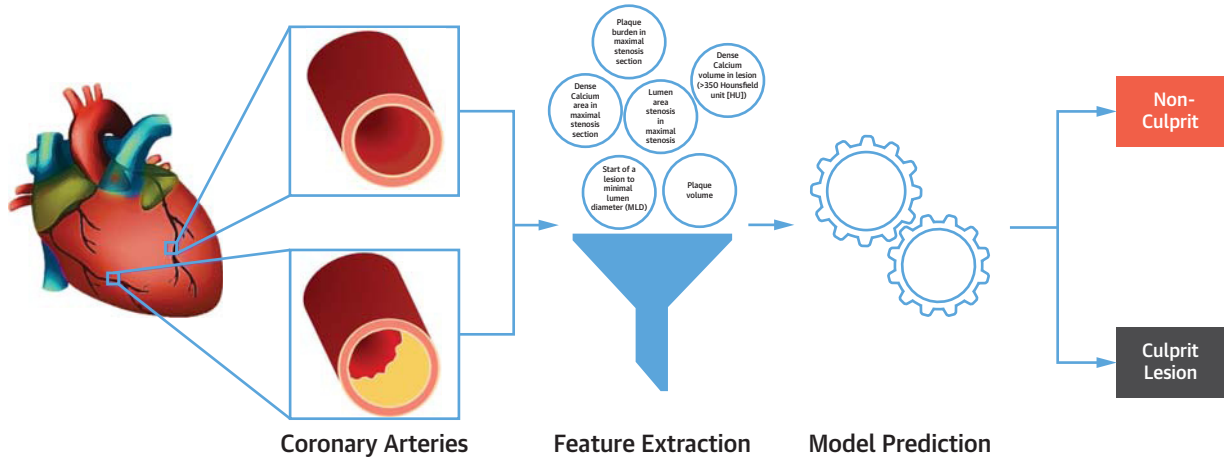 Plaque
burden in
maximal
stenosis
section
Dense
Calcium
volume in lesion
(>350 Hounsfield
unit [HU])
Dense
Calcium
area in
maximal
stenosis
section
Lumen
area
stenosis
in
maximal
stenosis
Start of a
lesion to
minimal
lumen
diameter (MLD)
Plaque
volume
Non-
Culprit
Culprit
Lesion
Coronary Arteries
Feature Extraction
Model Prediction